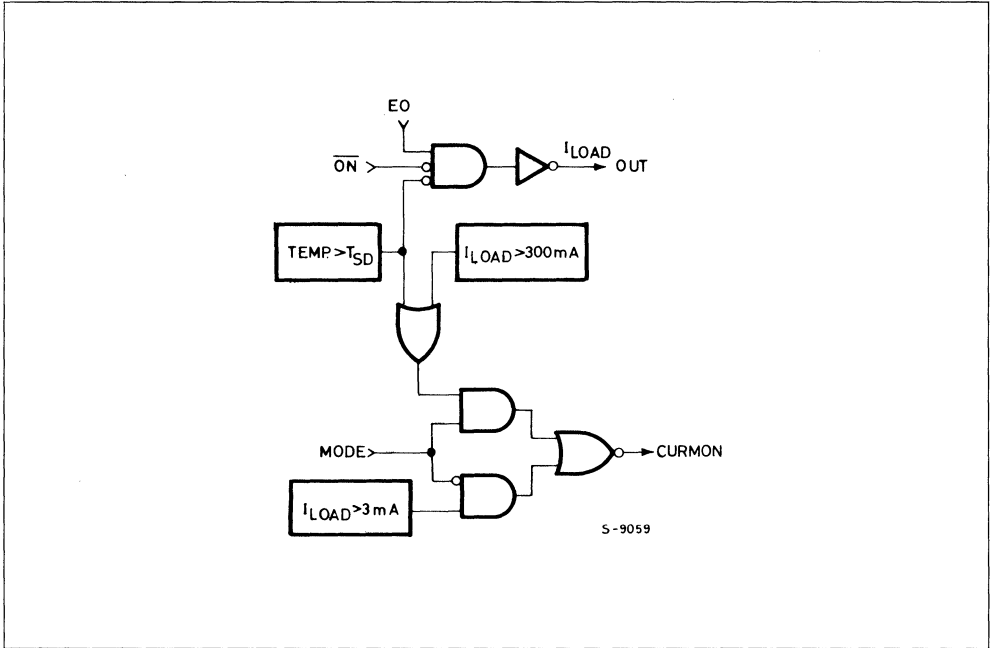 EO
ON
ILOAD
OUT
TEMP.>TSD
ILOAD>300mA
MODE
CURMON
ILOAD>3mA
S-9059